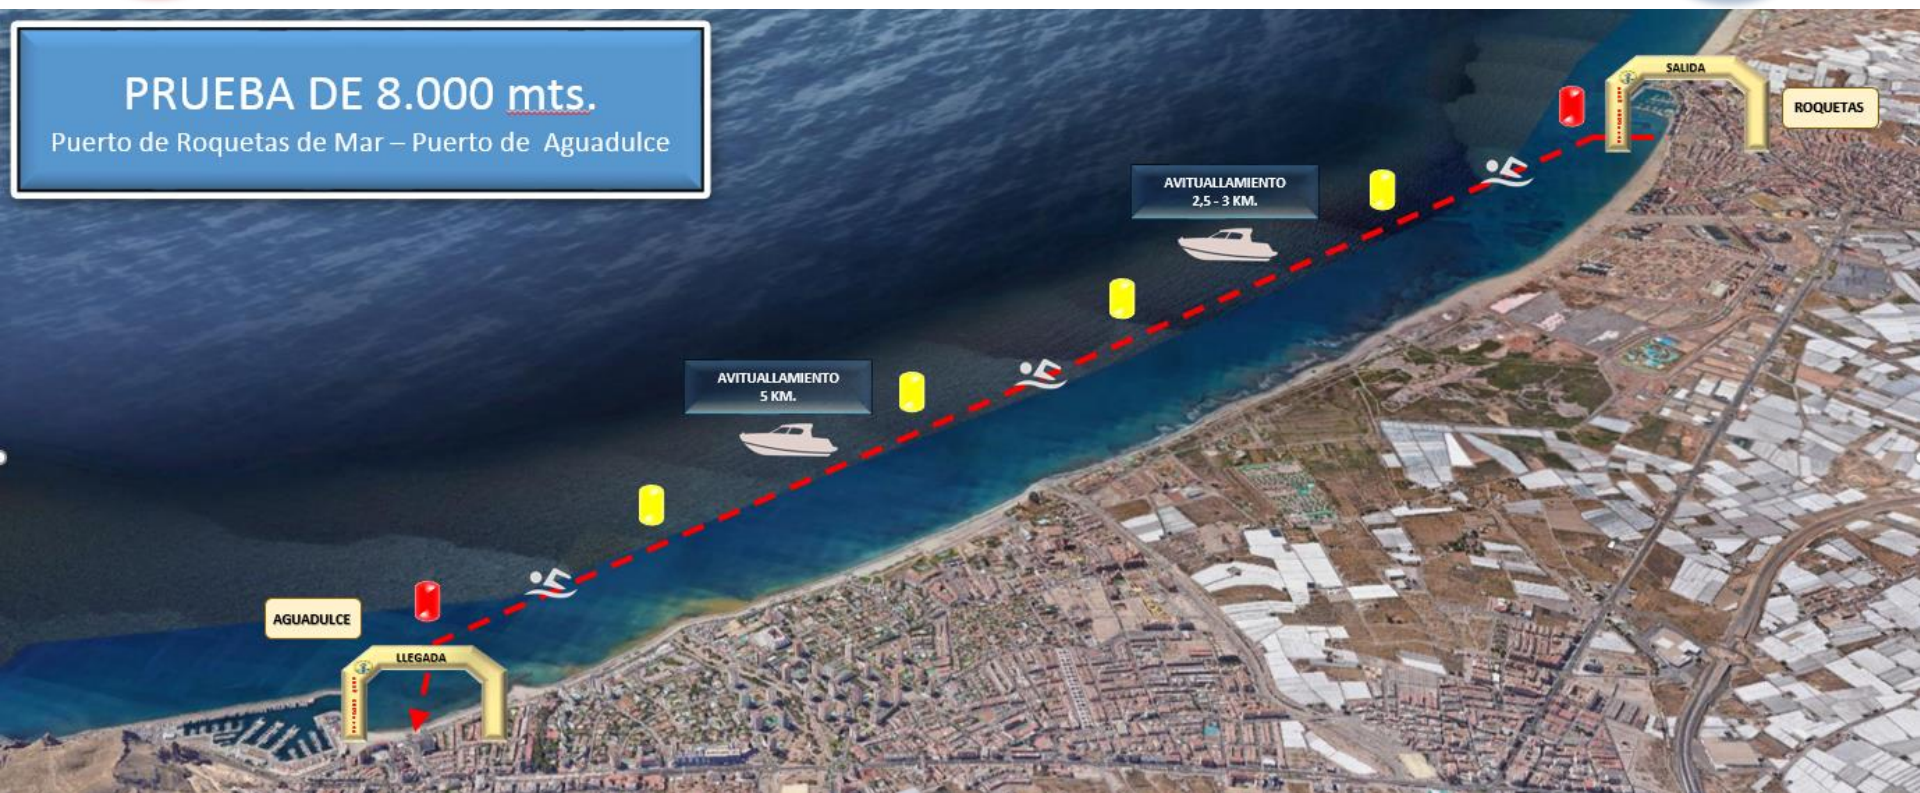 PRUEBA DE 8.000 mts.
Puerto de Roquetas de Mar – Puerto de Aguadulce
SALIDA
ROQUETAS
AVITUALLAMIENTO
2,5 - 3 KM.
AVITUALLAMIENTO
5 KM.
AGUADULCE
LLEGADA